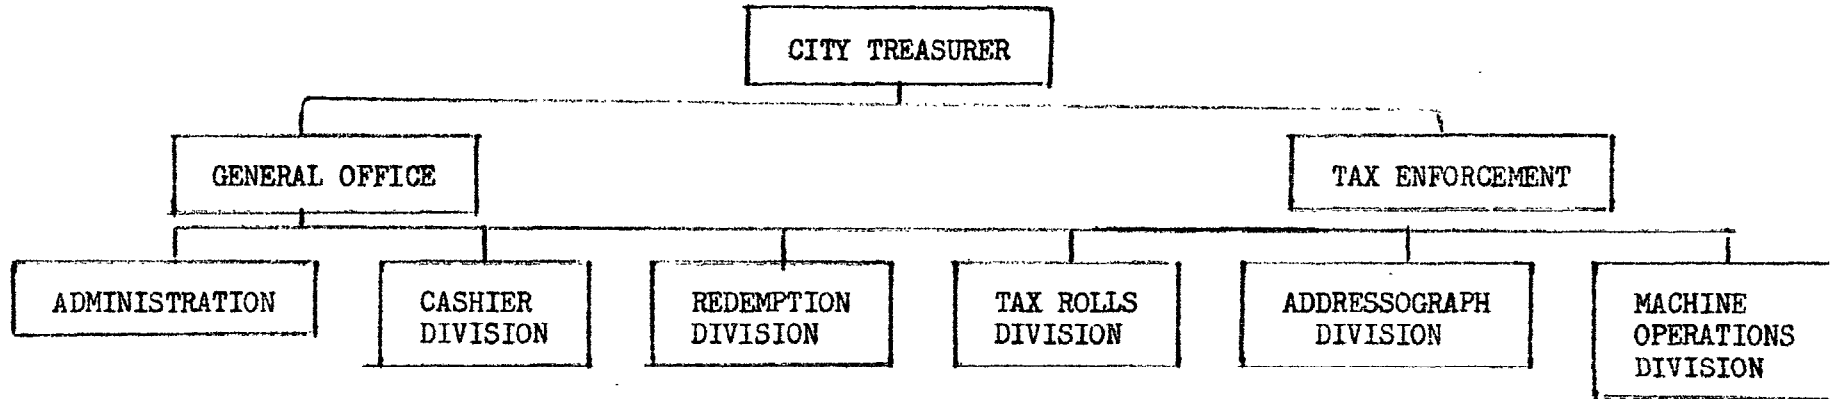 CITY TREASURER
GENERAL OFFICE
TAX ENFORCEMENT
ADMINISTRATION
CASHIER
DIVISION
REDEMPTION
DIVISION
TAX ROLLS
DIVISION
ADDRESSOGRAPH
DIVISION
MACHINE
OPERATIONS
DIVISION